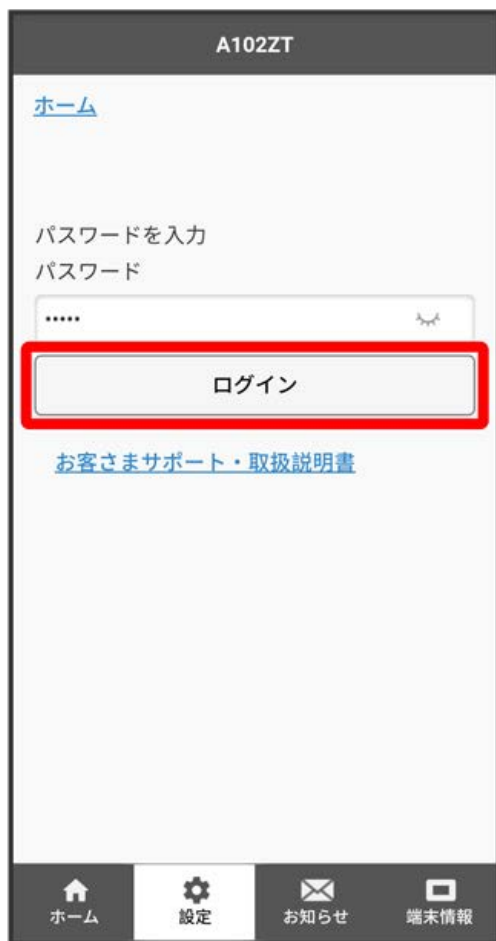 A102ZT
ホーム
パスワードを入力
パスワード
•••••
ログイン
お客さまサポート・取扱説明書
ホーム
設定
お知らせ
端末情報